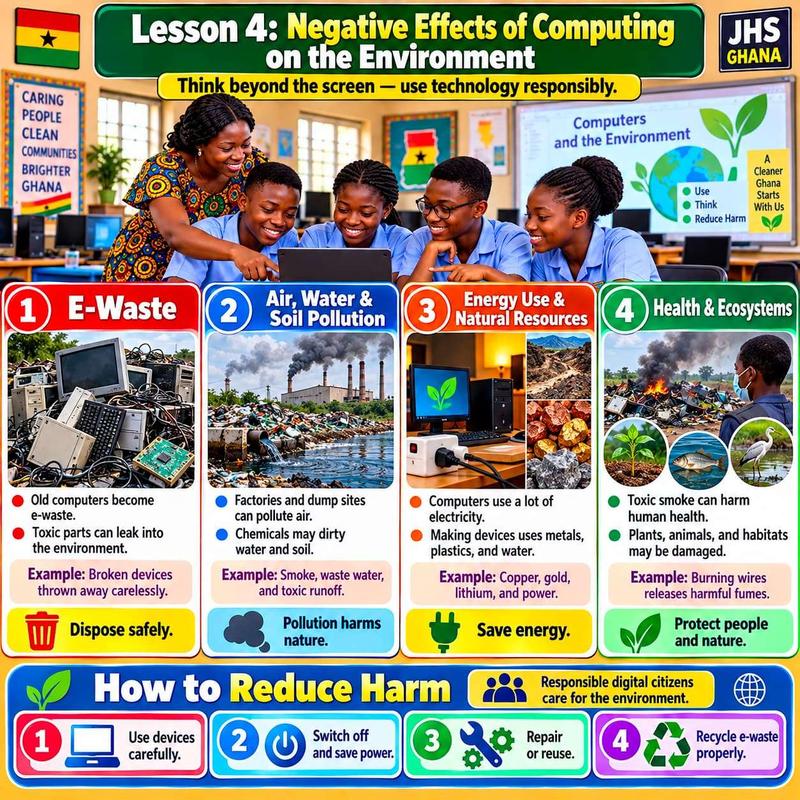 Lesson 4: Negative Effects of Computing
on the Environment
JHS
GHANA
Think beyond the screen — use technology responsibly.
CARING
PEOPLE
CLEAN
COMMUNITIES
BRIGHTER
GHANA
Computers
and the Environment
Use
Think
Reduce Harm
A
Cleaner
Ghana
Starts
With Us
1 E-Waste
Old computers become
e-waste.
Toxic parts can leak into
the environment.
Example: Broken devices
thrown away carelessly.
Dispose safely.
2 Air, Water &
Soil Pollution
Factories and dump sites
can pollute air.
Chemicals may dirty
water and soil.
Example: Smoke, waste water,
and toxic runoff.
Pollution harms
nature.
3 Energy Use &
Natural Resources
Computers use a lot of
electricity.
Making devices uses metals,
plastics, and water.
Example: Copper, gold,
lithium, and power.
Save energy.
4 Health & Ecosystems
Toxic smoke can harm
human health.
Plants, animals, and habitats
may be damaged.
Example: Burning wires
releases harmful fumes.
Protect people
and nature.
How to Reduce Harm
Responsible digital citizens
care for the environment.
1 Use devices
carefully.
2 Switch off
and save power.
3 Repair
or reuse.
4 Recycle e-waste
properly.